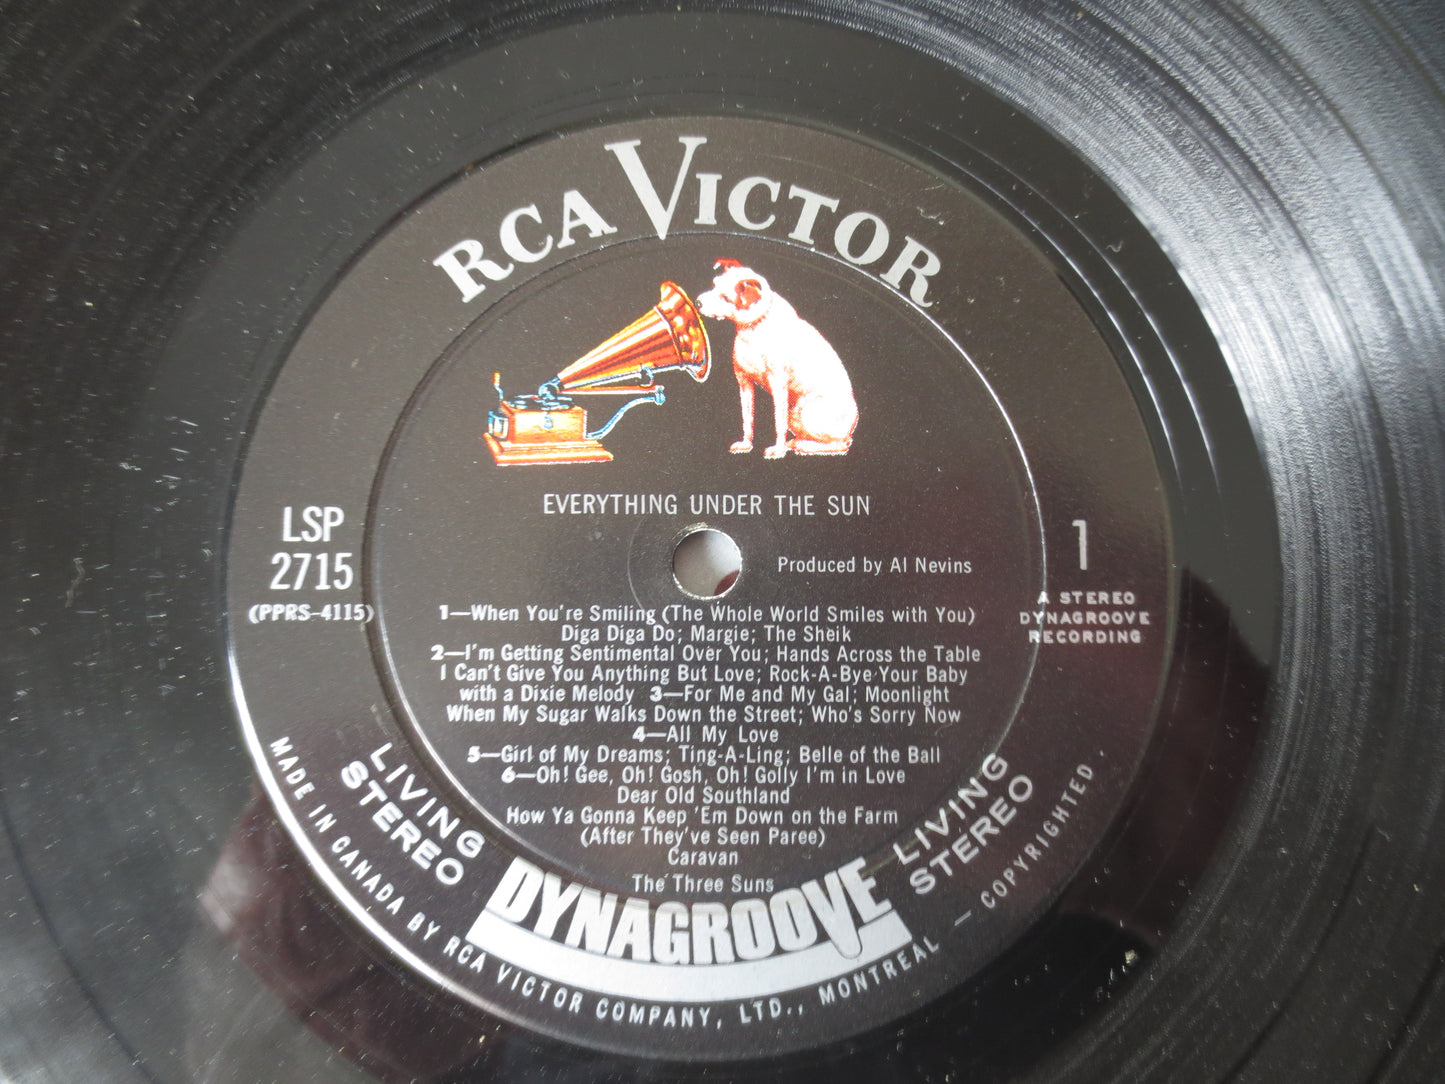 RCA VICTOR
EVERYTHING UNDER THE SUN
LSP
2715
(PPRS-4115)
Produced by Al Nevins
1
A STEREO
DYNAGROOVE
RECORDING
1—When You're Smiling (The Whole World Smiles with You)
Diga Diga Do; Margie; The Sheik
2—I'm Getting Sentimental Over You; Hands Across the Table
I Can't Give You Anything But Love; Rock-A-Bye Your Baby
with a Dixie Melody 3—For Me and My Gal; Moonlight
When My Sugar Walks Down the Street; Who's Sorry Now
4—All My Love
5—Girl of My Dreams; Ting-A-Ling; Belle of the Ball
6—Oh! Gee, Oh! Gosh, Oh! Golly I'm in Love
Dear Old Southland
How Ya Gonna Keep 'Em Down on the Farm
(After They've Seen Paree)
Caravan
The Three Suns
LIVING
STEREO
DYNAGROOVE
LIVING
STEREO
MADE IN CANADA BY RCA VICTOR COMPANY, LTD., MONTREAL — COPYRIGHTED.